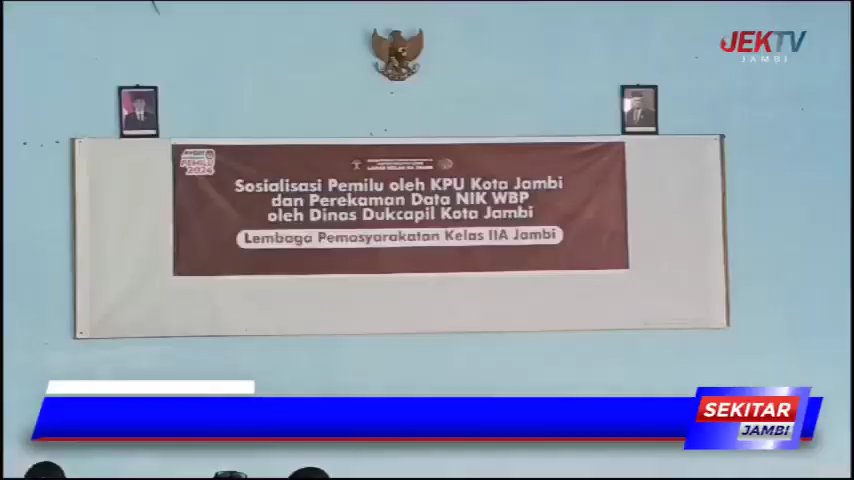 JEKTV
JAMBI
PEMILU
2024
Sosialisasi Pemilu oleh KPU Kota Jambi
dan Perekaman Data NIK WBP
oleh Dinas Dukcapil Kota Jambi
Lembaga Pemasyarakatan Kelas IIA Jambi
SEKITAR
JAMBI